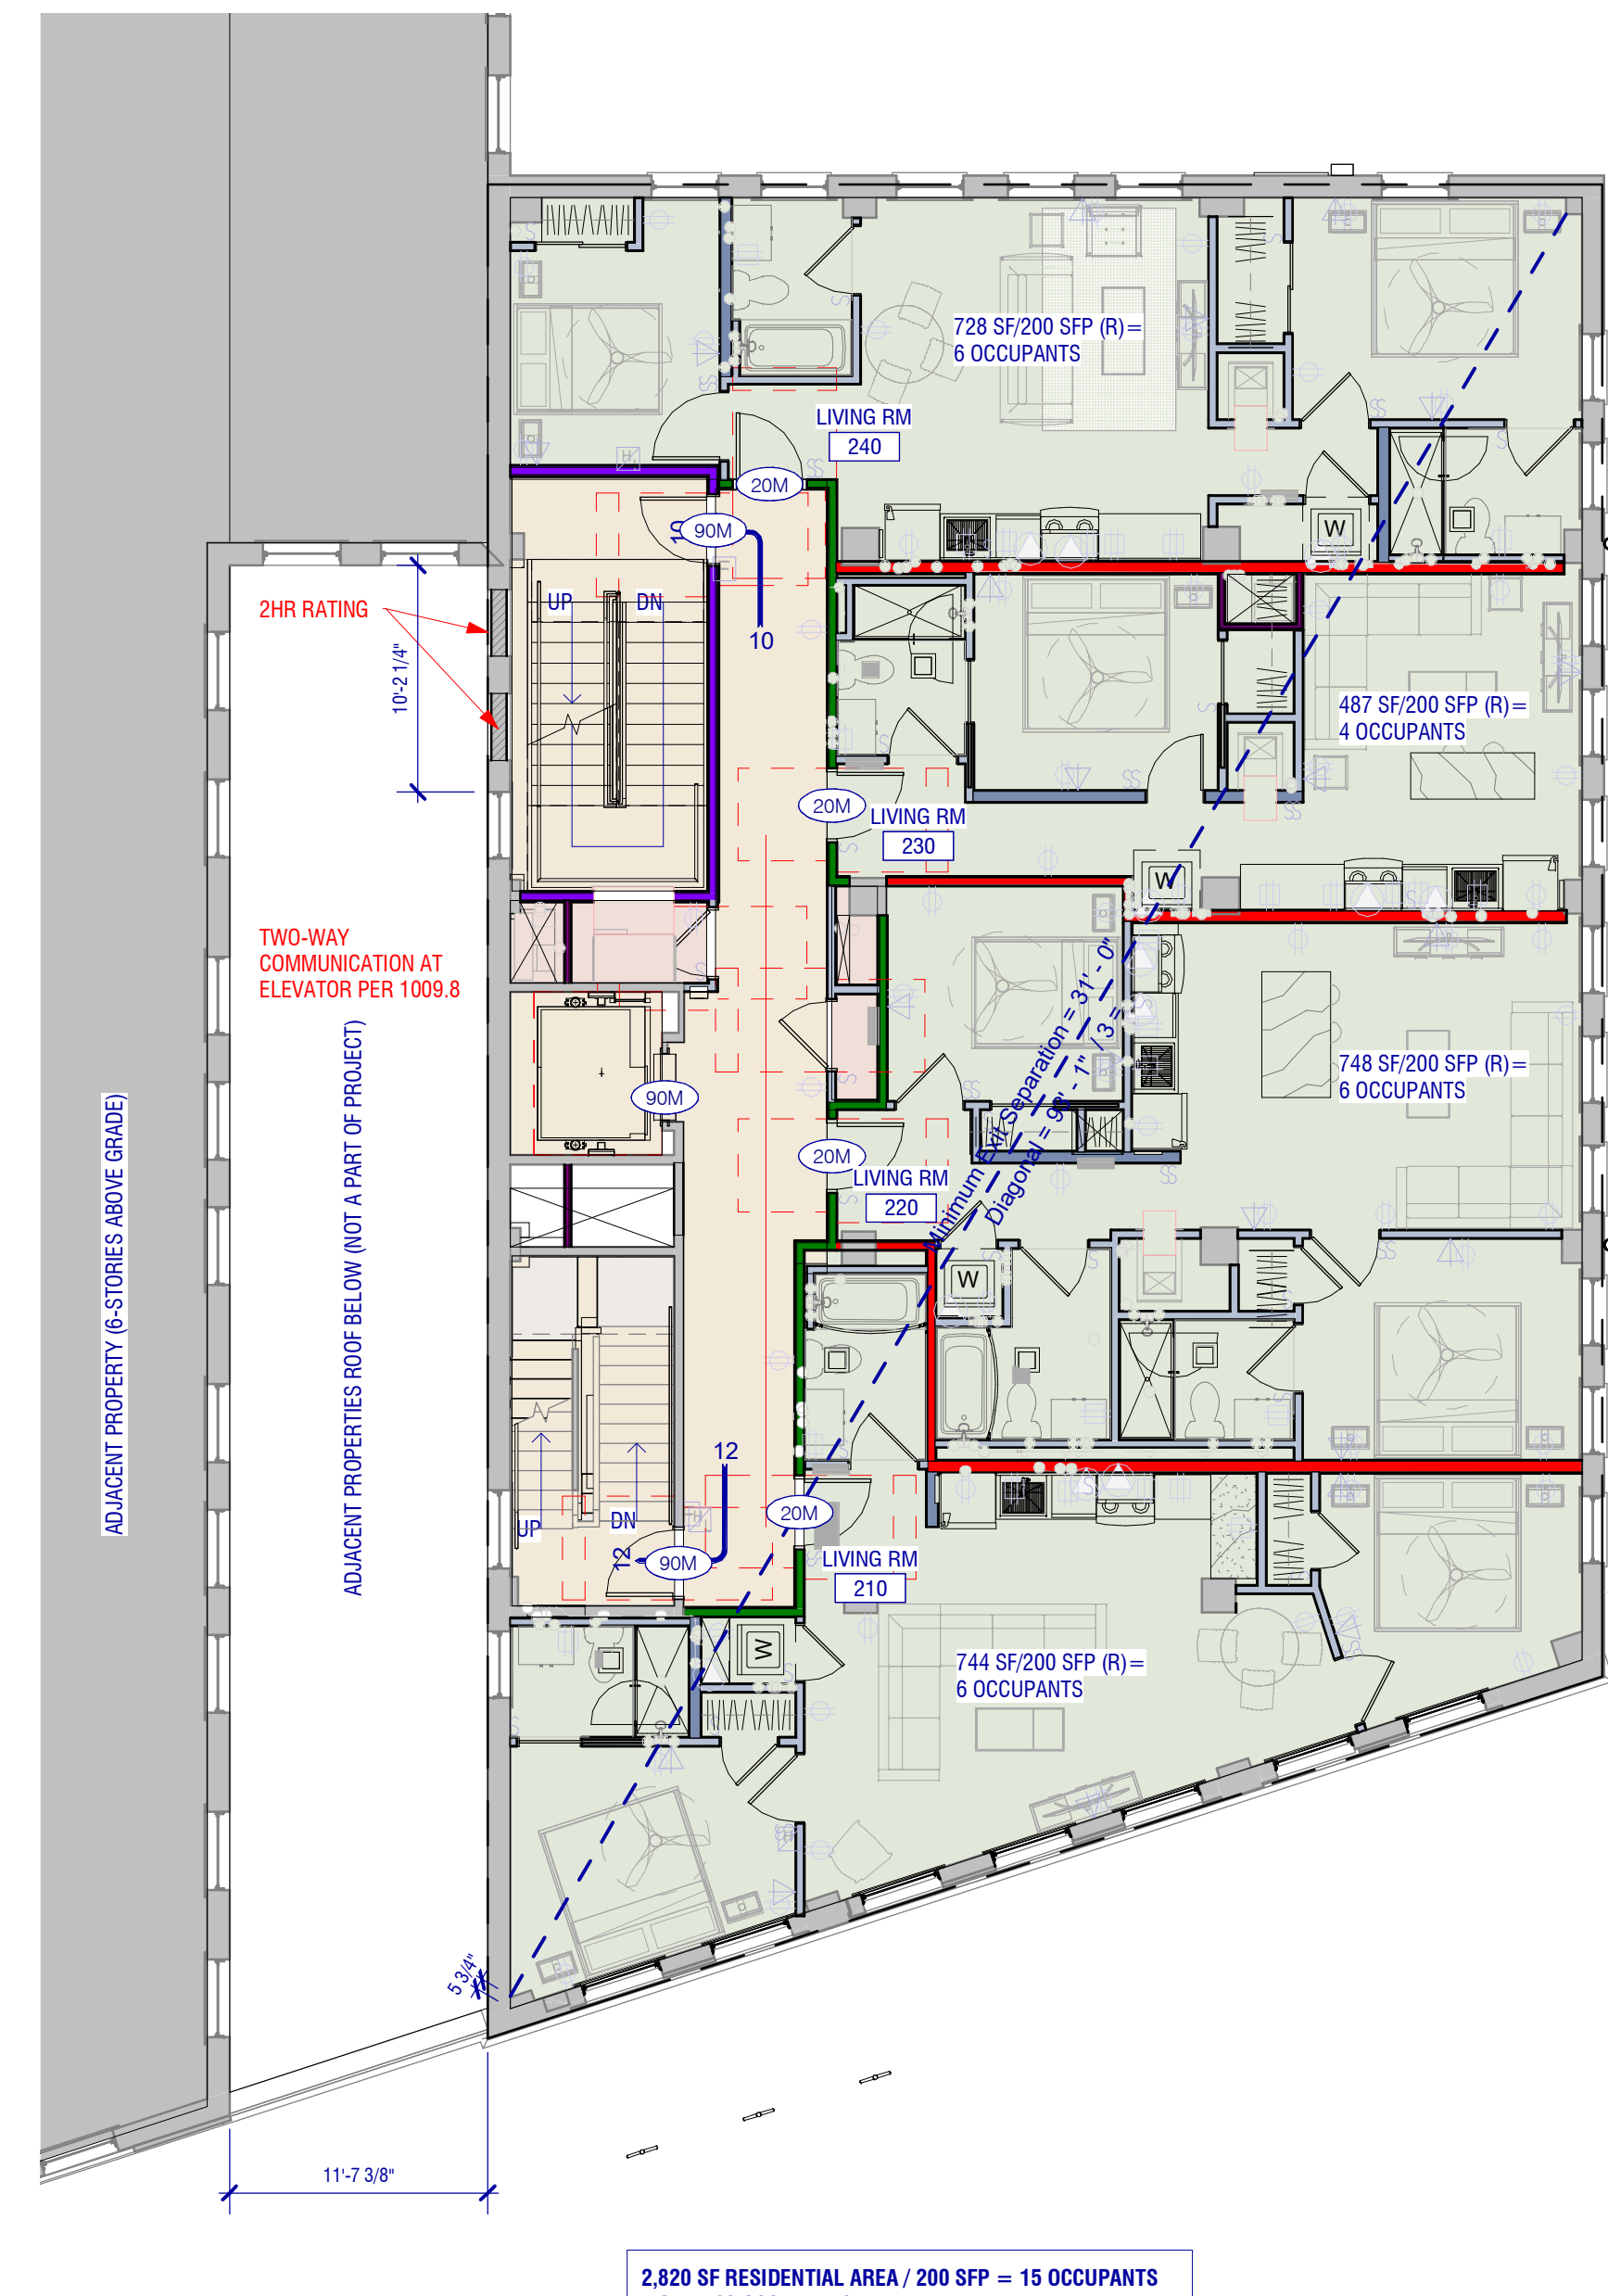 728 SF/200 SFP (R)=
6 OCCUPANTS
LIVING RM
240
20M
90M
10
W
UP
DN
2HR RATING
10
10'-2 1/4"
487 SF/200 SFP (R)=
4 OCCUPANTS
20M
LIVING RM
230
W
TWO-WAY
COMMUNICATION AT
ELEVATOR PER 1009.8
Minimum Exit Separation = 31' - 0"
Diagonal = 93' - 1" / 3 =
748 SF/200 SFP (R)=
6 OCCUPANTS
90M
20M
LIVING RM
220
W
ADJACENT PROPERTY (6-STORIES ABOVE GRADE)
ADJACENT PROPERTIES ROOF BELOW (NOT A PART OF PROJECT)
12
20M
UP
DN
12
90M
LIVING RM
210
W
744 SF/200 SFP (R)=
6 OCCUPANTS
5 3/4"
11'-7 3/8"
2,820 SF RESIDENTIAL AREA / 200 SFP = 15 OCCUPANTS